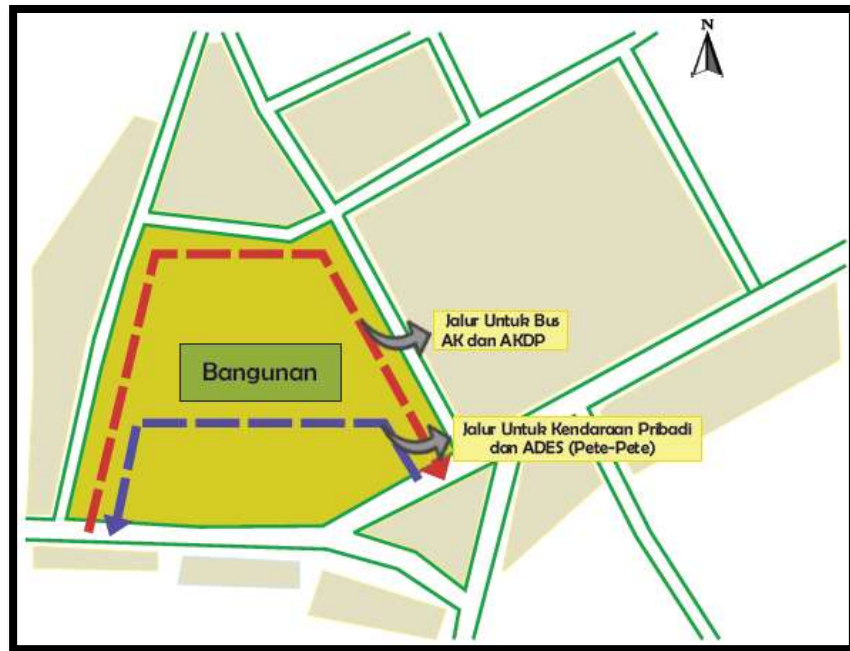 N
Jalur Untuk Bus
AK dan AKDP
Bangunan
Jalur Untuk Kendaraan Pribadi
dan ADES (Pete-Pete)